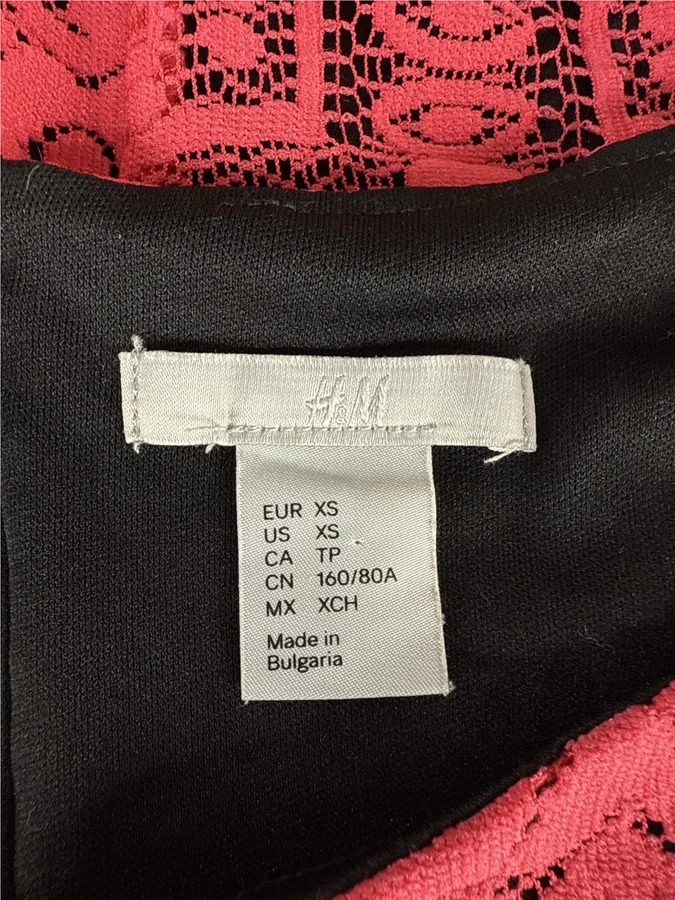 H&M
EUR XS
US XS
CA TP
CN 160/80A
MX XCH
Made in
Bulgaria